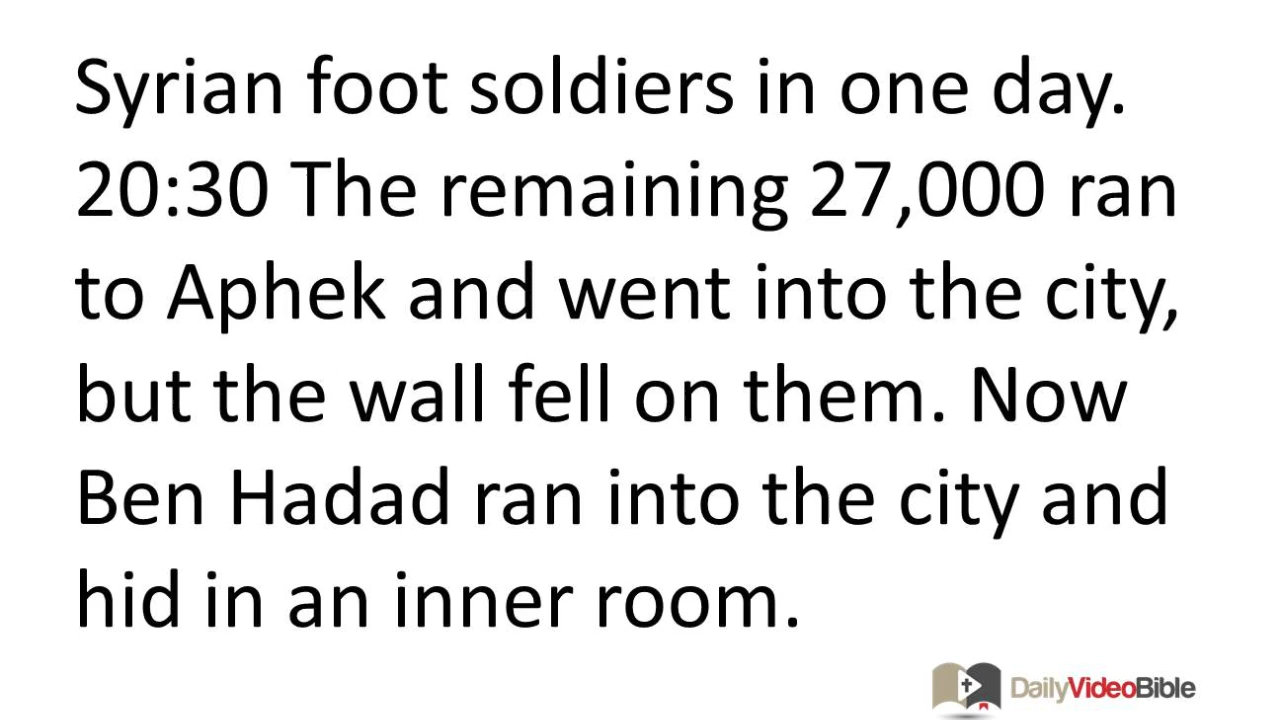 Syrian foot soldiers in one day.
20:30 The remaining 27,000 ran
to Aphek and went into the city,
but the wall fell on them. Now
Ben Hadad ran into the city and
hid in an inner room.
DailyVideoBible